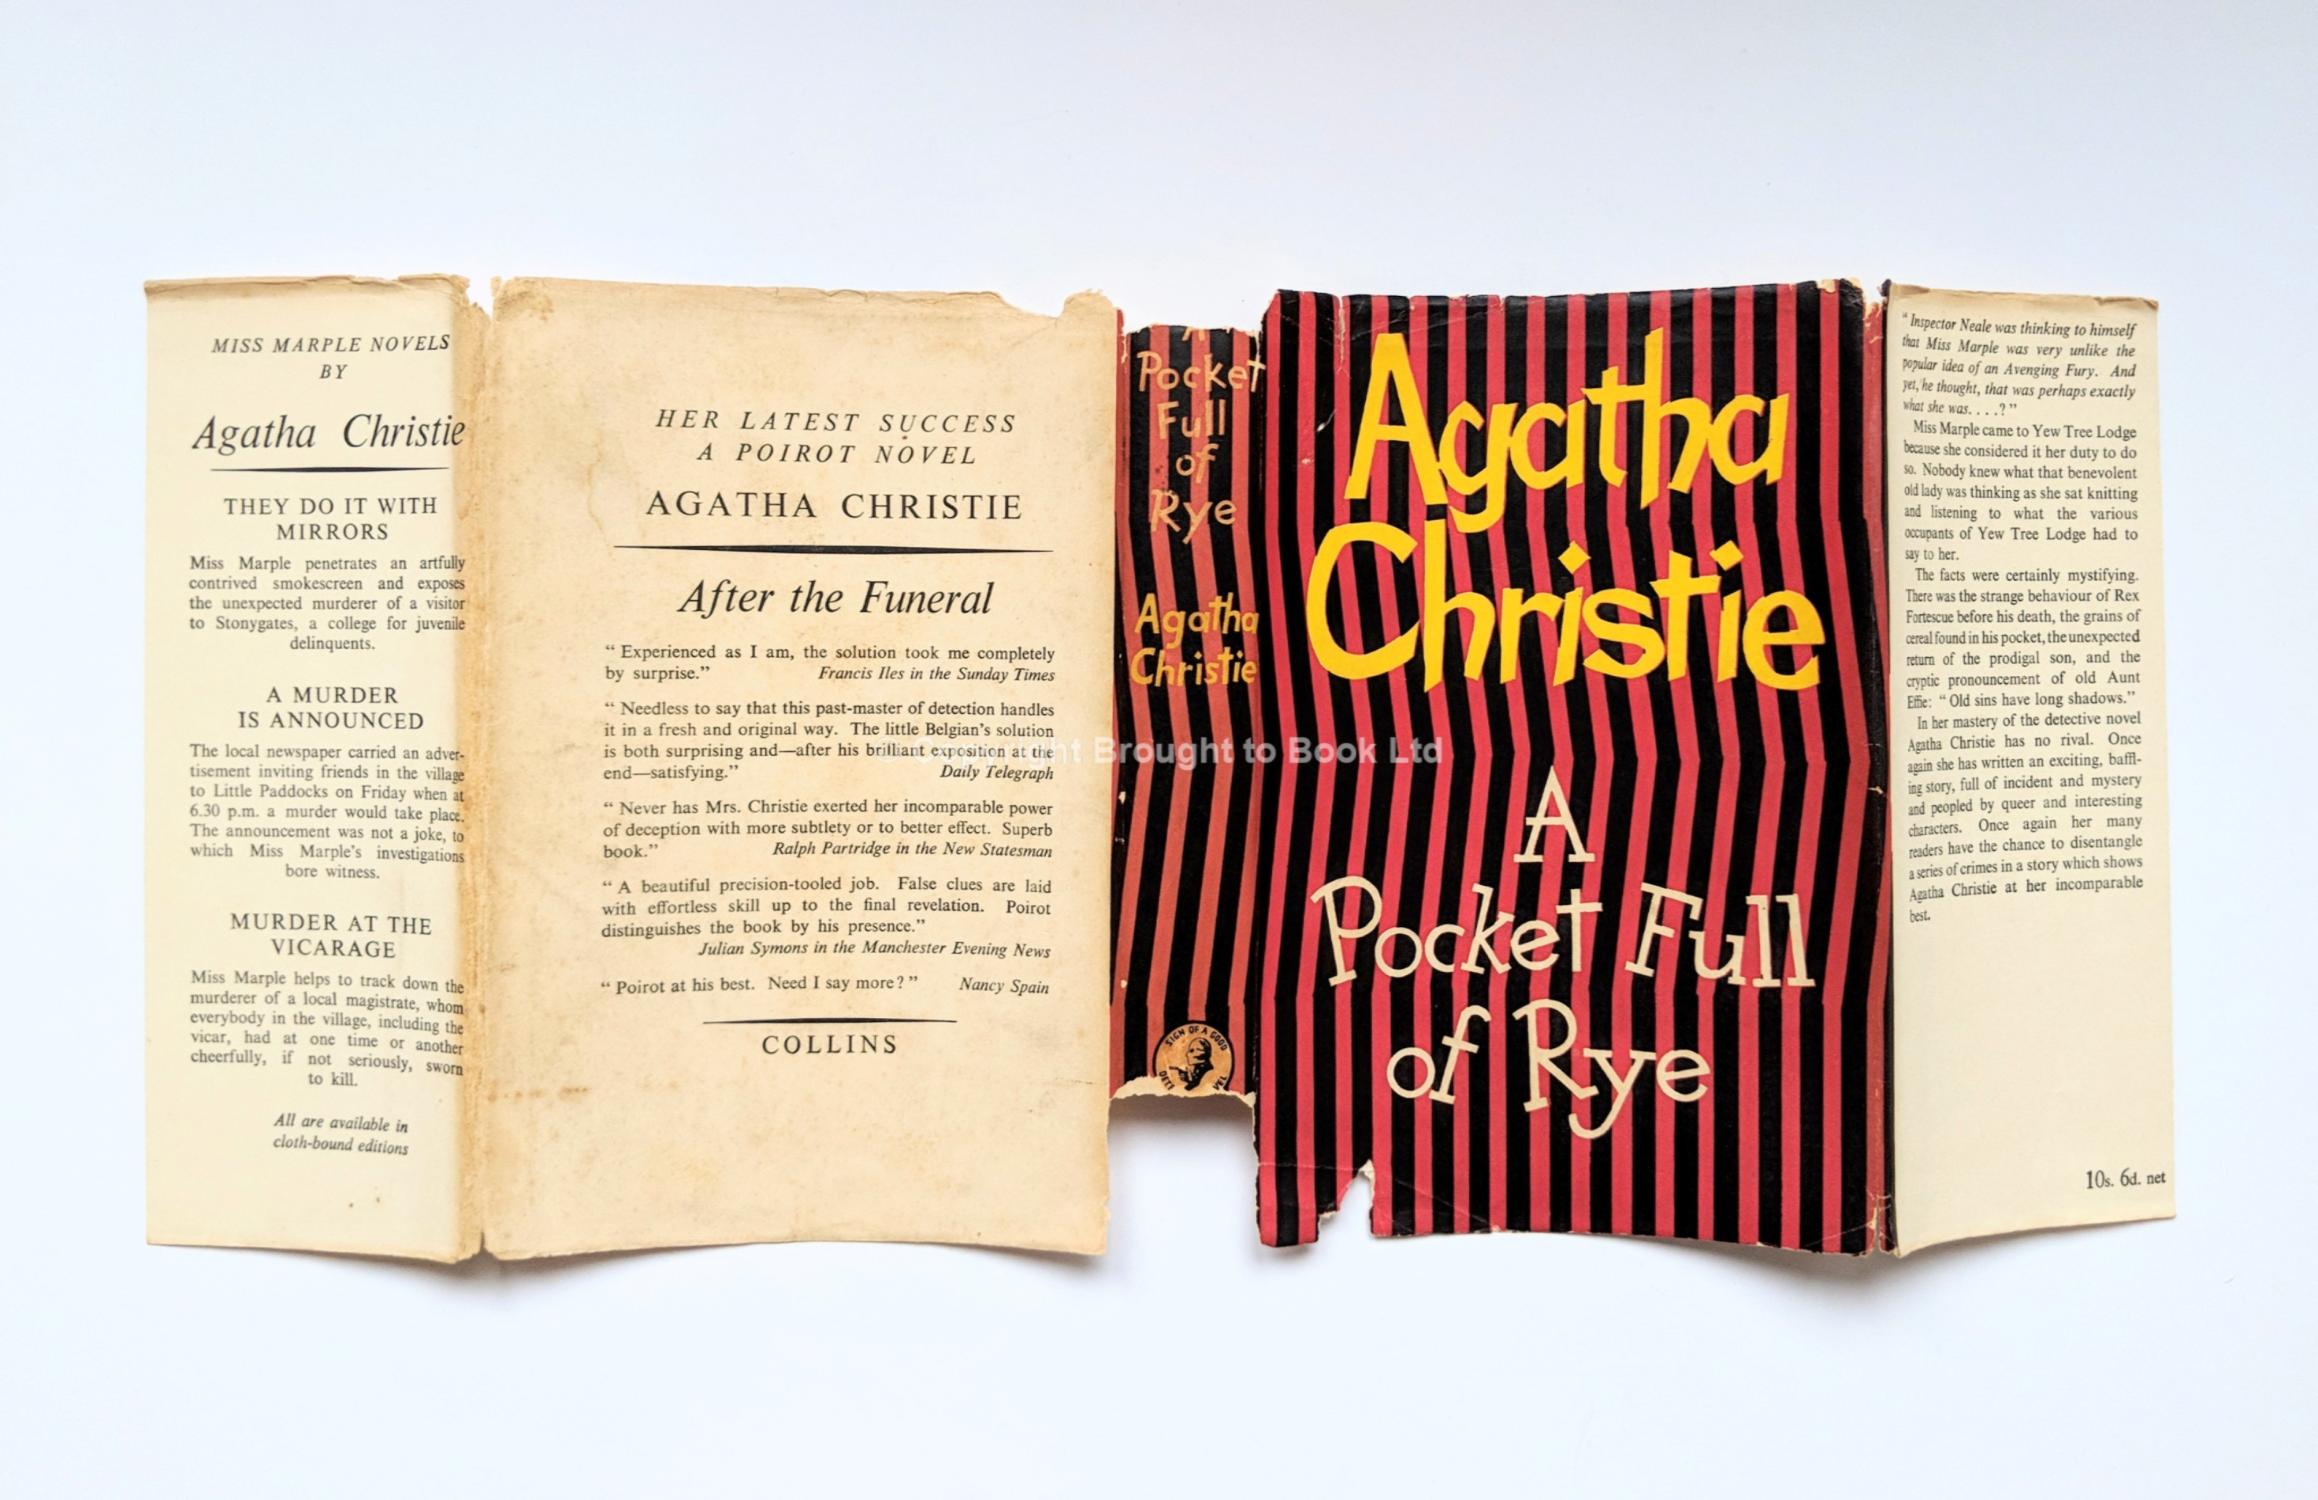 MISS MARPLE NOVELS
BY
Agatha Christie
THEY DO IT WITH
MIRRORS
Miss Marple penetrates an artfully
contrived smokescreen and exposes
the unexpected murderer of a visitor
to Stonygates, a college for juvenile
delinquents.
A MURDER
IS ANNOUNCED
The local newspaper carried an adver-
tisement inviting friends in the village
to Little Paddocks on Friday when at
6.30 p.m. a murder would take place.
The announcement was not a joke, to
which Miss Marple's investigations
bore witness.
MURDER AT THE
VICARAGE
Miss Marple helps to track down the
murderer of a local magistrate, whom
everybody in the village, including the
vicar, had at one time or another
cheerfully, if not seriously, sworn
to kill.
All are available in
cloth-bound editions
HER LATEST SUCCESS
A POIROT NOVEL
AGATHA CHRISTIE
After the Funeral
“ Experienced as I am, the solution took me completely
by surprise.” Francis Iles in the Sunday Times
“ Needless to say that this past-master of detection handles
it in a fresh and original way. The little Belgian's solution
is both surprising and—after his brilliant exposition at the
end—satisfying.” Daily Telegraph
“ Never has Mrs. Christie exerted her incomparable power
of deception with more subtlety or to better effect. Superb
book.” Ralph Partridge in the New Statesman
“ A beautiful precision-tooled job. False clues are laid
with effortless skill up to the final revelation. Poirot
distinguishes the book by his presence.”
Julian Symons in the Manchester Evening News
“ Poirot at his best. Need I say more? ” Nancy Spain
COLLINS
A
Pocket
Full
of
Rye
Agatha
Christie
SIGN OF A GOOD
Agatha
Christie
A
Pocket Full
of Rye
“ Inspector Neale was thinking to himself
that Miss Marple was very unlike the
popular idea of an Avenging Fury. And
yet, he thought, that was perhaps exactly
what she was. . . .? ”
Miss Marple came to Yew Tree Lodge
because she considered it her duty to do
so. Nobody knew what that benevolent
old lady was thinking as she sat knitting
and listening to what the various
occupants of Yew Tree Lodge had to
say to her.
The facts were certainly mystifying.
There was the strange behaviour of Rex
Fortescue before his death, the grains of
cereal found in his pocket, the unexpected
return of the prodigal son, and the
cryptic pronouncement of old Aunt
Effie: “ Old sins have long shadows.”
In her mastery of the detective novel
Agatha Christie has no rival. Once
again she has written an exciting, baffl-
ing story, full of incident and mystery
and peopled by queer and interesting
characters. Once again her many
readers have the chance to disentangle
a series of crimes in a story which shows
Agatha Christie at her incomparable
best.
10s. 6d. net
© Copyright Brought to Book Ltd